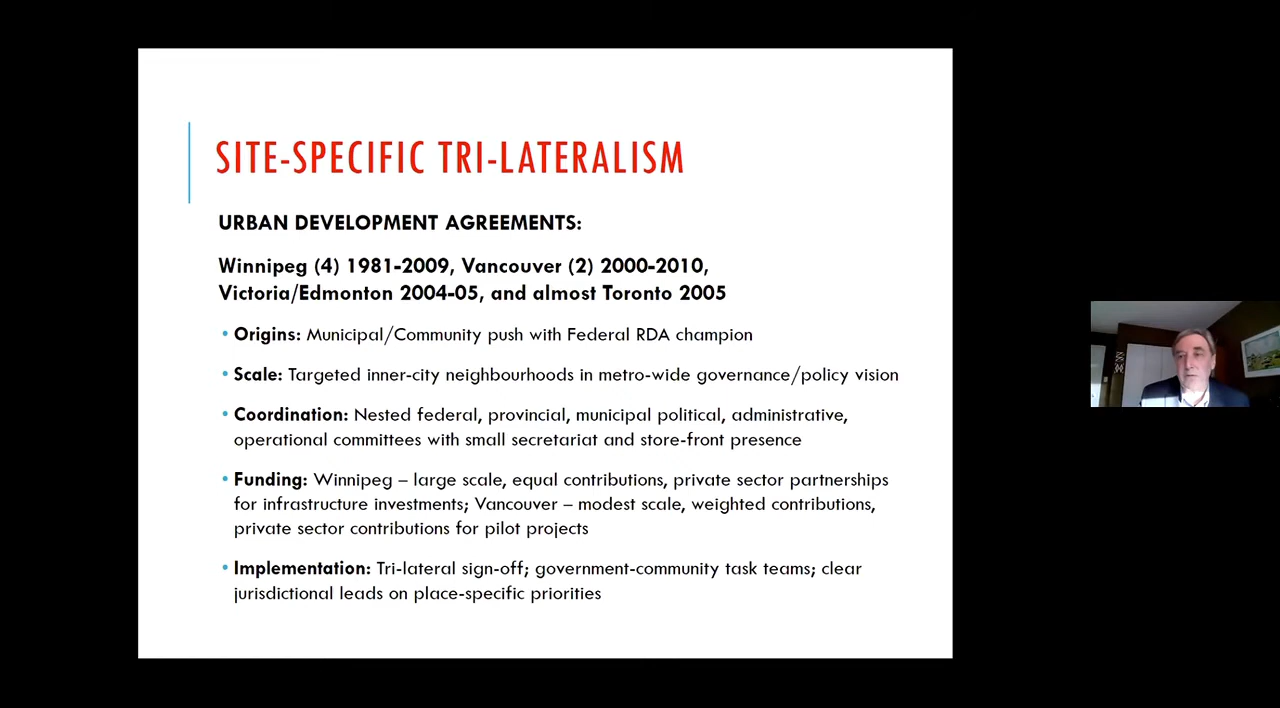 SITE-SPECIFIC TRI-LATERALISM
URBAN DEVELOPMENT AGREEMENTS:
Winnipeg (4) 1981-2009, Vancouver (2) 2000-2010,
Victoria/Edmonton 2004-05, and almost Toronto 2005
• Origins: Municipal/Community push with Federal RDA champion
• Scale: Targeted inner-city neighbourhoods in metro-wide governance/policy vision
• Coordination: Nested federal, provincial, municipal political, administrative,
operational committees with small secretariat and store-front presence
• Funding: Winnipeg – large scale, equal contributions, private sector partnerships
for infrastructure investments; Vancouver – modest scale, weighted contributions,
private sector contributions for pilot projects
• Implementation: Tri-lateral sign-off; government-community task teams; clear
jurisdictional leads on place-specific priorities